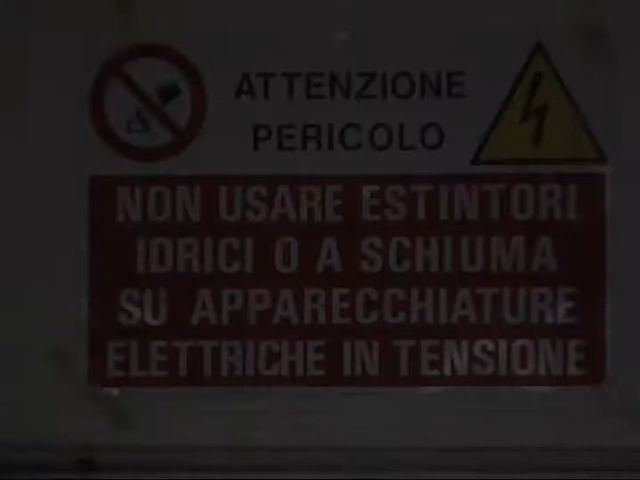 ATTENZIONE
PERICOLO
NON USARE ESTINTORI
IDRICI O A SCHIUMA
SU APPARECCHIATURE
ELETTRICHE IN TENSIONE